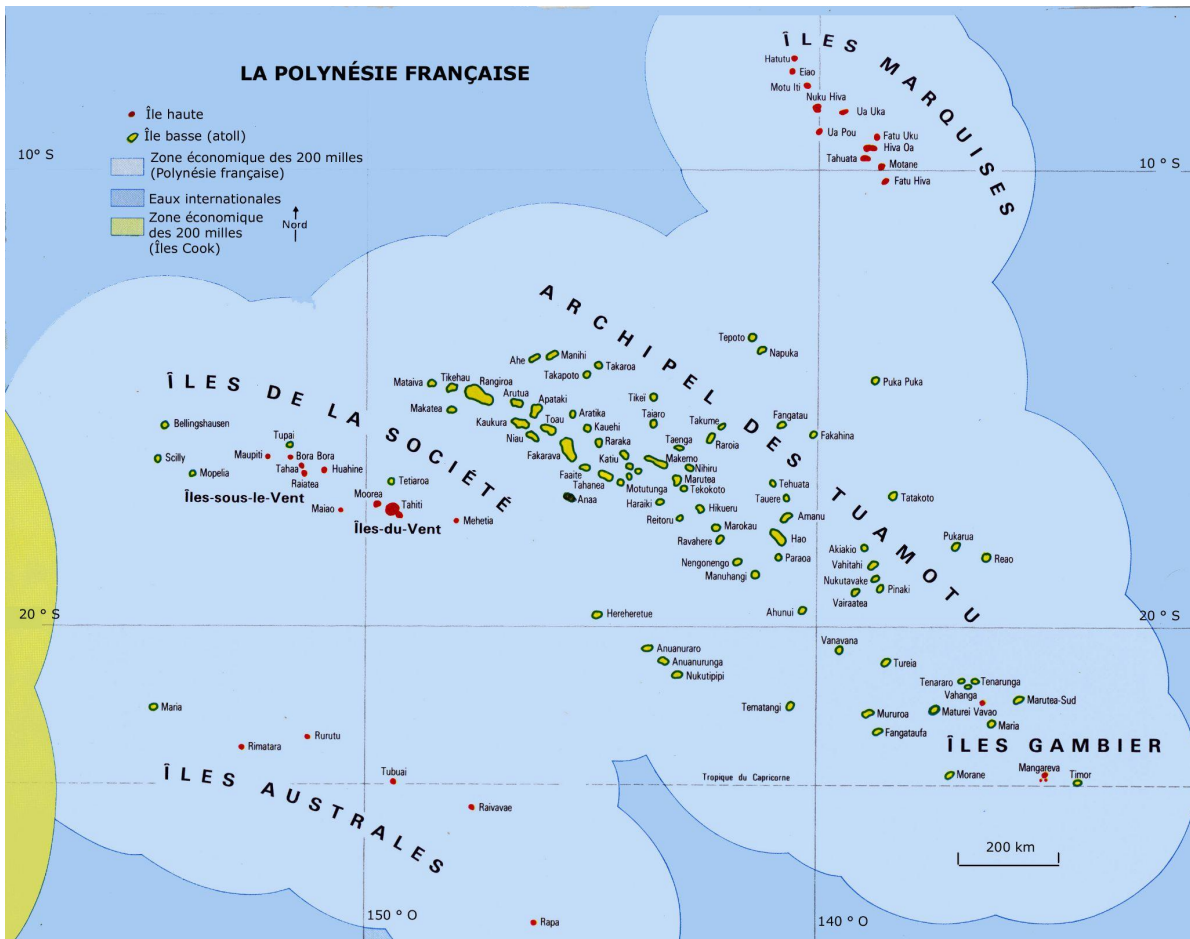 LA POLYNÉSIE FRANÇAISE
Île haute
Île basse (atoll)
Zone économique des 200 milles
(Polynésie française)
Eaux internationales
Zone économique
des 200 milles
(Îles Cook)
Nord
10° S
10° S
ÎLES MARQUISES
Hatutu
Eiao
Motu Iti
Nuku Hiva
Ua Uka
Ua Pou
Fatu Uku
Hiva Oa
Tahuata
Motane
Fatu Hiva
ARCHIPEL DES TUAMOTU
Tepoto
Napuka
Ahe
Manihi
Takaroa
Takapoto
Puka Puka
Mataiva
Tikehau
Rangiroa
Arutua
Apataki
Makatea
Tikei
Taiaro
Takume
Fangatau
Fakahina
Aratika
Kaukura
Toau
Kauehi
Niau
Raraka
Taenga
Raroia
Fakarava
Katiu
Makemo
Nihiru
Faaite
Tahanea
Motutunga
Marutea
Tekokoto
Anaa
Haraiki
Hikueru
Tehuata
Tauere
Tatakoto
Reitoru
Marokau
Amanu
Ravahere
Hao
Akiakio
Pukarua
Reao
Nengonengo
Paraoa
Vahitahi
Manuhangi
Nukutavake
Pinaki
Vairaatea
Ahunui
Hereheretue
ÎLES DE LA SOCIÉTÉ
Bellingshausen
Scilly
Mopelia
Tupai
Maupiti
Bora Bora
Tahaa
Huahine
Raiatea
Tetiaroa
Îles-sous-le-Vent
Moorea
Tahiti
Maiao
Îles-du-Vent
Mehetia
20 ° S
20 ° S
Anuanuraro
Anuanurunga
Nukutipipi
Vanavana
Tureia
Tenararo
Tenarunga
Vahanga
Marutea-Sud
Tematangi
Mururoa
Maturei Vavao
Maria
Fangataufa
ÎLES GAMBIER
Morane
Mangareva
Timor
Maria
Rimatara
Rurutu
Tubuai
Raivavae
ÎLES AUSTRALES
Tropique du Capricorne
200 km
150 ° O
140 ° O
Rapa